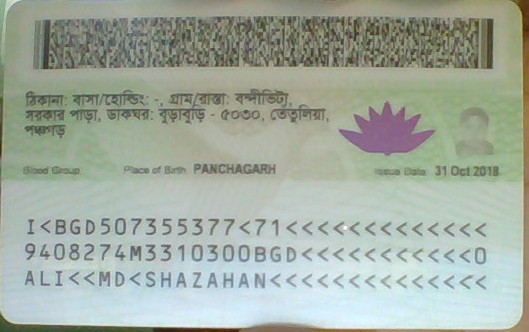 ঠিকানা: বাসা/হোল্ডিং: -, গ্রাম/রাস্তা: বন্দীভিটা,
সরকার পাড়া, ডাকঘর: বুড়াবুড়ি - ৫০৩০, তেতুলিয়া,
পঞ্চগড়
Blood Group Place of Birth PANCHAGARH Issue Date 31 Oct 2018
I<BGD507355377<71<<<<<<<<<<<<<
9408274M3310300BGD<<<<<<<<<<<0
ALI<<MD<SHAZAHAN<<<<<<<<<<<<<<